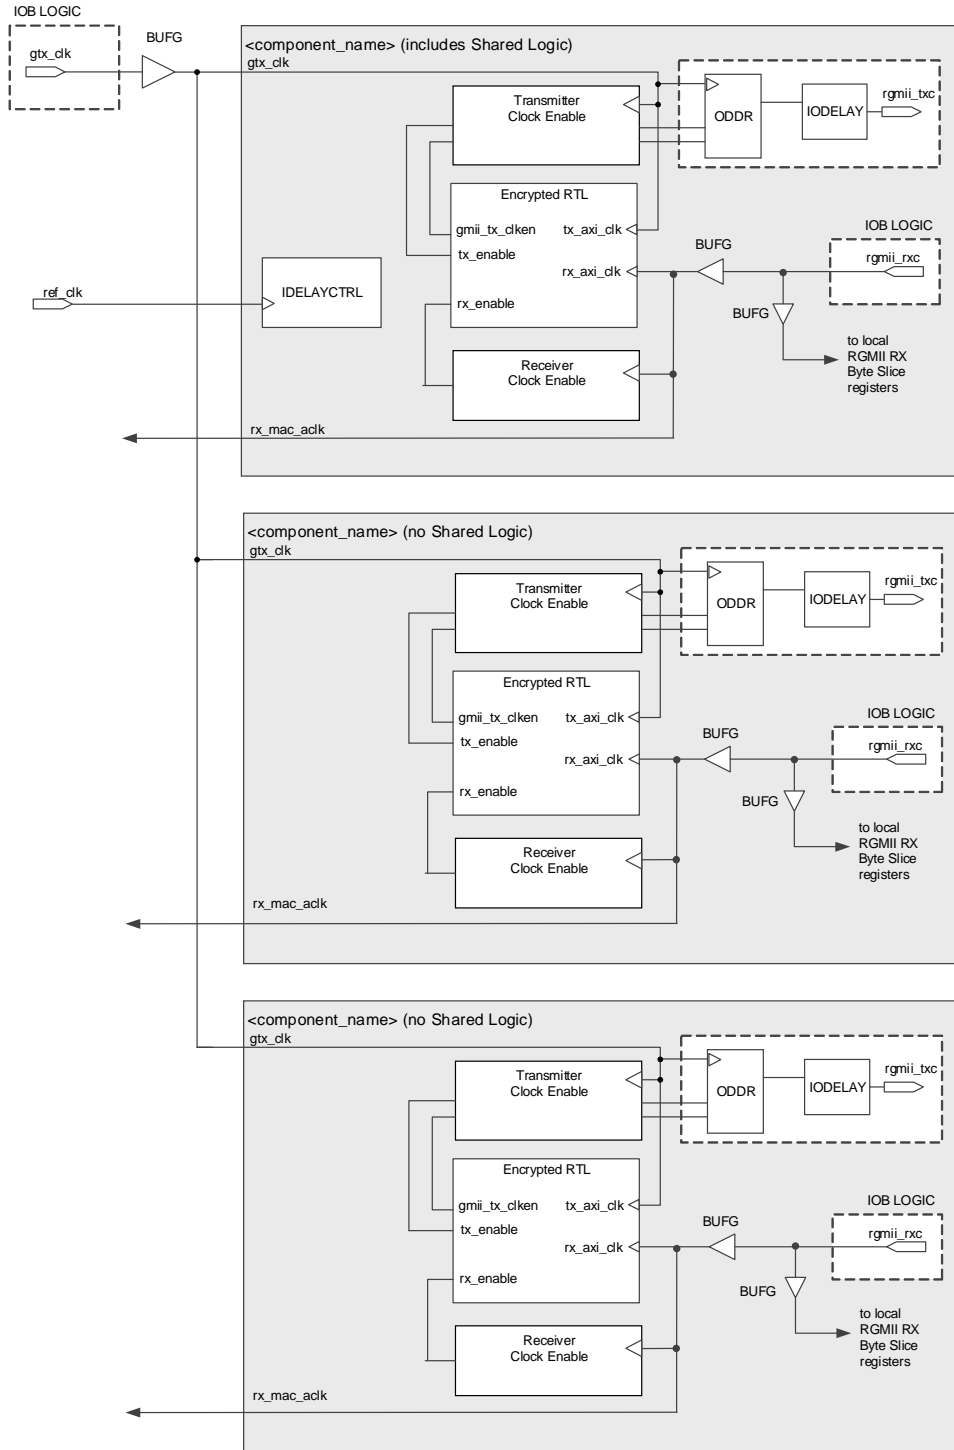 IOB LOGIC
gtx_clk
BUFG
<component_name> (includes Shared Logic)
gtx_clk
Transmitter
Clock Enable
ODDR
IODELAY
rgmii_txc
Encrypted RTL
gmii_tx_clken
tx_axi_clk
tx_enable
rx_axi_clk
rx_enable
BUFG
IOB LOGIC
rgmii_rxc
BUFG
ref_clk
IDELAYCTRL
to local
RGMII RX
Byte Slice
registers
Receiver
Clock Enable
rx_mac_aclk
<component_name> (no Shared Logic)
gtx_clk
Transmitter
Clock Enable
ODDR
IODELAY
rgmii_txc
Encrypted RTL
gmii_tx_clken
tx_axi_clk
tx_enable
rx_axi_clk
rx_enable
BUFG
IOB LOGIC
rgmii_rxc
BUFG
to local
RGMII RX
Byte Slice
registers
Receiver
Clock Enable
rx_mac_aclk
<component_name> (no Shared Logic)
gtx_clk
Transmitter
Clock Enable
ODDR
IODELAY
rgmii_txc
Encrypted RTL
gmii_tx_clken
tx_axi_clk
tx_enable
rx_axi_clk
rx_enable
BUFG
IOB LOGIC
rgmii_rxc
BUFG
to local
RGMII RX
Byte Slice
registers
Receiver
Clock Enable
rx_mac_aclk